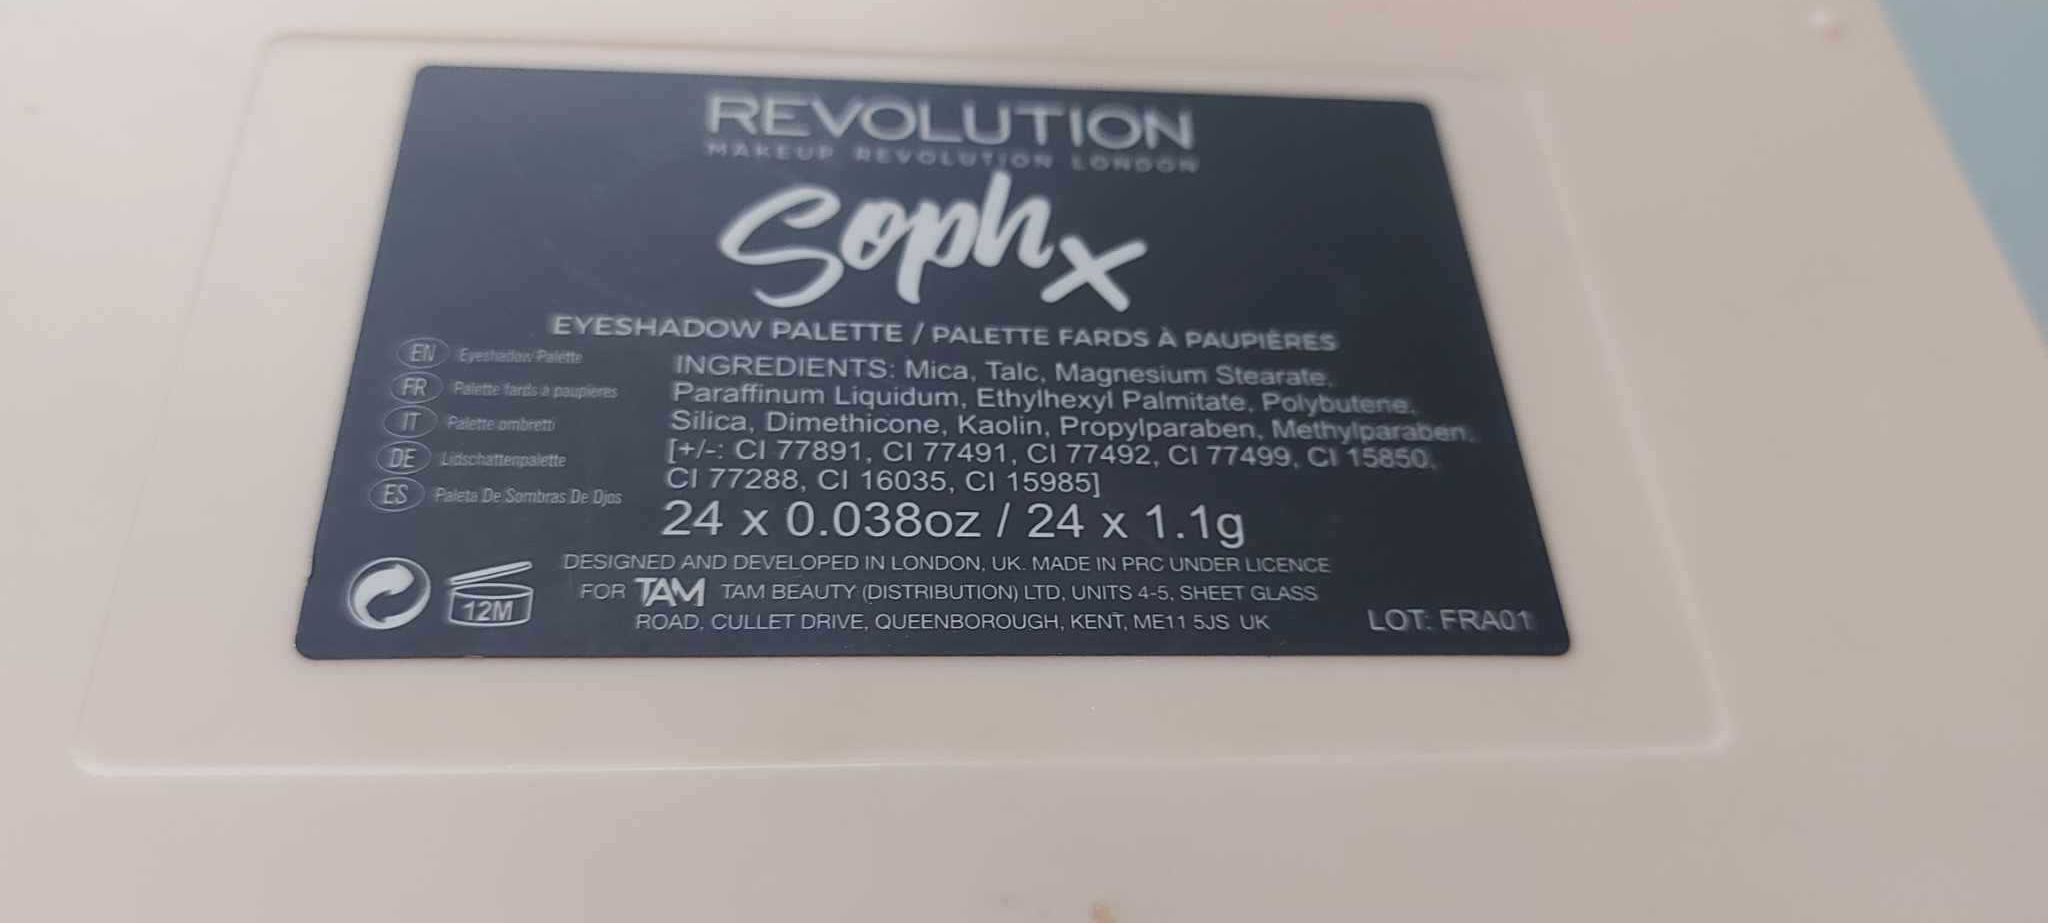 REVOLUTION
MAKEUP REVOLUTION LONDON
Soph x
EYESHADOW PALETTE / PALETTE FARDS À PAUPIÈRES
EN Eyeshadow Palette
FR Palette fards à paupières
IT Palette ombretti
DE Lidschattenpalette
ES Paleta De Sombras De Ojos
INGREDIENTS: Mica, Talc, Magnesium Stearate,
Paraffinum Liquidum, Ethylhexyl Palmitate, Polybutene,
Silica, Dimethicone, Kaolin, Propylparaben, Methylparaben.
[+/-: CI 77891, CI 77491, CI 77492, CI 77499, CI 15850,
CI 77288, CI 16035, CI 15985]
24 x 0.038oz / 24 x 1.1g
12M
DESIGNED AND DEVELOPED IN LONDON, UK. MADE IN PRC UNDER LICENCE
FOR TAM TAM BEAUTY (DISTRIBUTION) LTD, UNITS 4-5, SHEET GLASS
ROAD, CULLET DRIVE, QUEENBOROUGH, KENT, ME11 5JS UK
LOT: FRA01